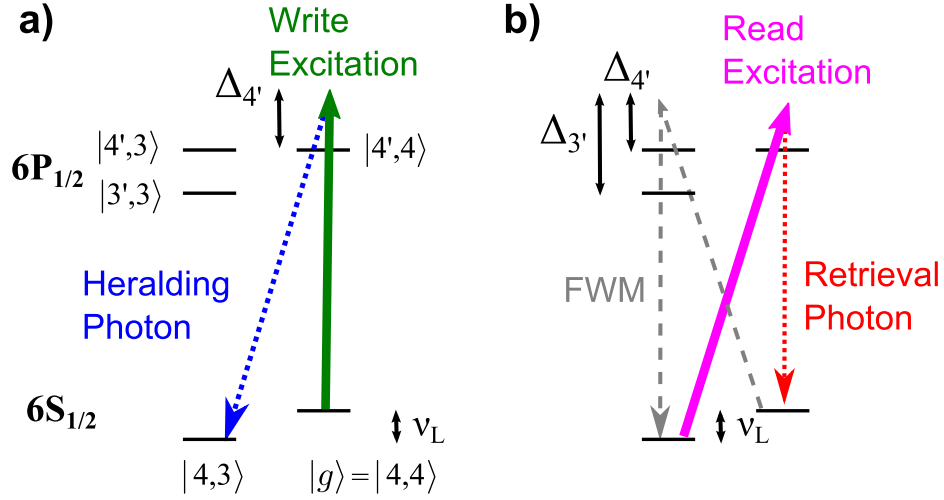 a)
Write
Excitation
Δ4'
|4',3⟩
|4',4⟩
6P1/2
|3',3⟩
Heralding
Photon
6S1/2
νL
|4,3⟩
|g⟩=|4,4⟩
b)
Read
Excitation
Δ4'
Δ3'
FWM
Retrieval
Photon
νL